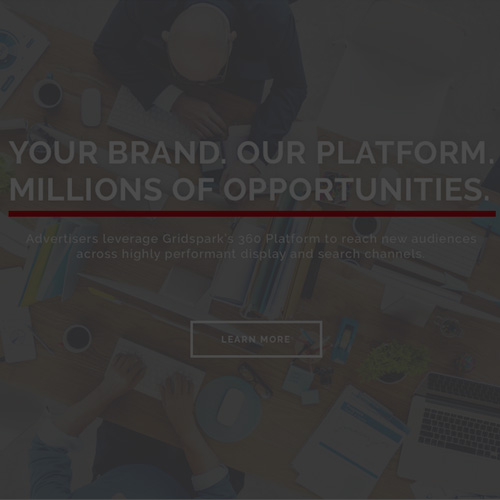 YOUR BRAND. OUR PLATFORM.
MILLIONS OF OPPORTUNITIES.
Advertisers leverage Gridspark's 360 Platform to reach new audiences
across highly performant display and search channels.
LEARN MORE